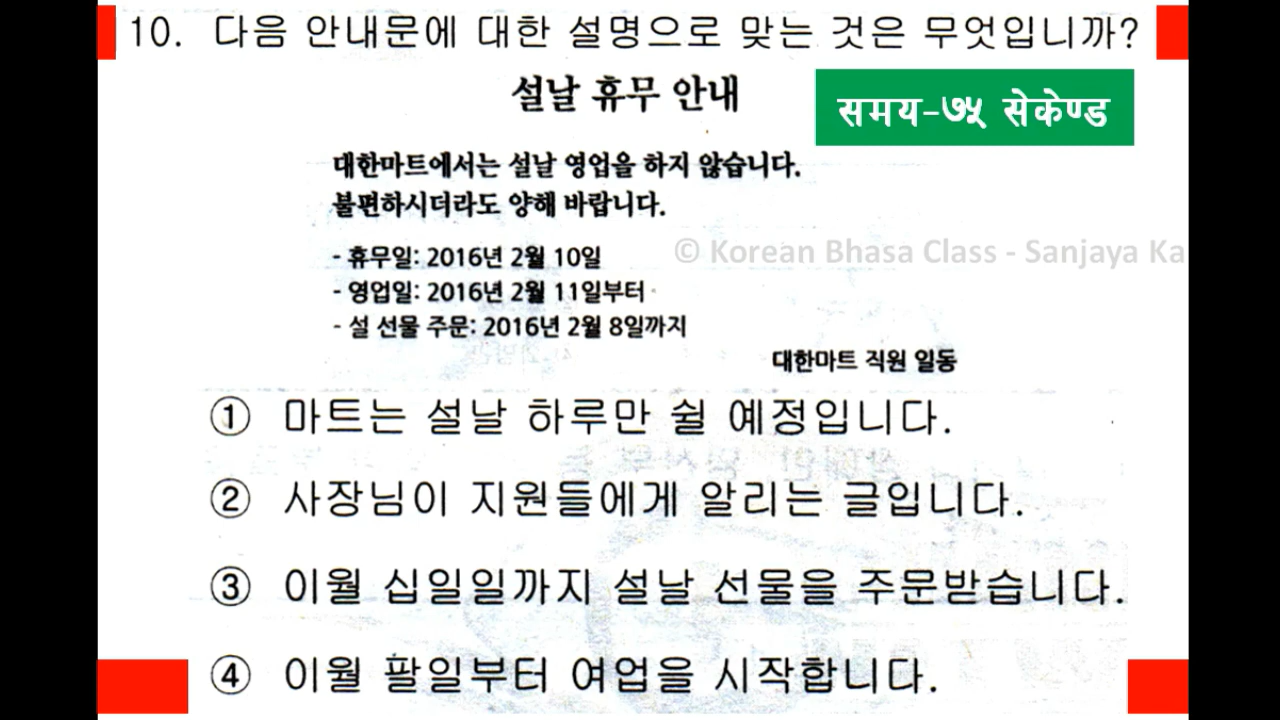 10. 다음 안내문에 대한 설명으로 맞는 것은 무엇입니까?
설날 휴무 안내
समय-७५ सेकेण्ड
대한마트에서는 설날 영업을 하지 않습니다.
불편하시더라도 양해 바랍니다.
© Korean Bhasa Class - Sanjaya Ka
- 휴무일: 2016년 2월 10일
- 영업일: 2016년 2월 11일부터
- 설 선물 주문: 2016년 2월 8일까지
대한마트 직원 일동
① 마트는 설날 하루만 쉴 예정입니다.
② 사장님이 지원들에게 알리는 글입니다.
③ 이월 십일일까지 설날 선물을 주문받습니다.
④ 이월 팔일부터 여업을 시작합니다.